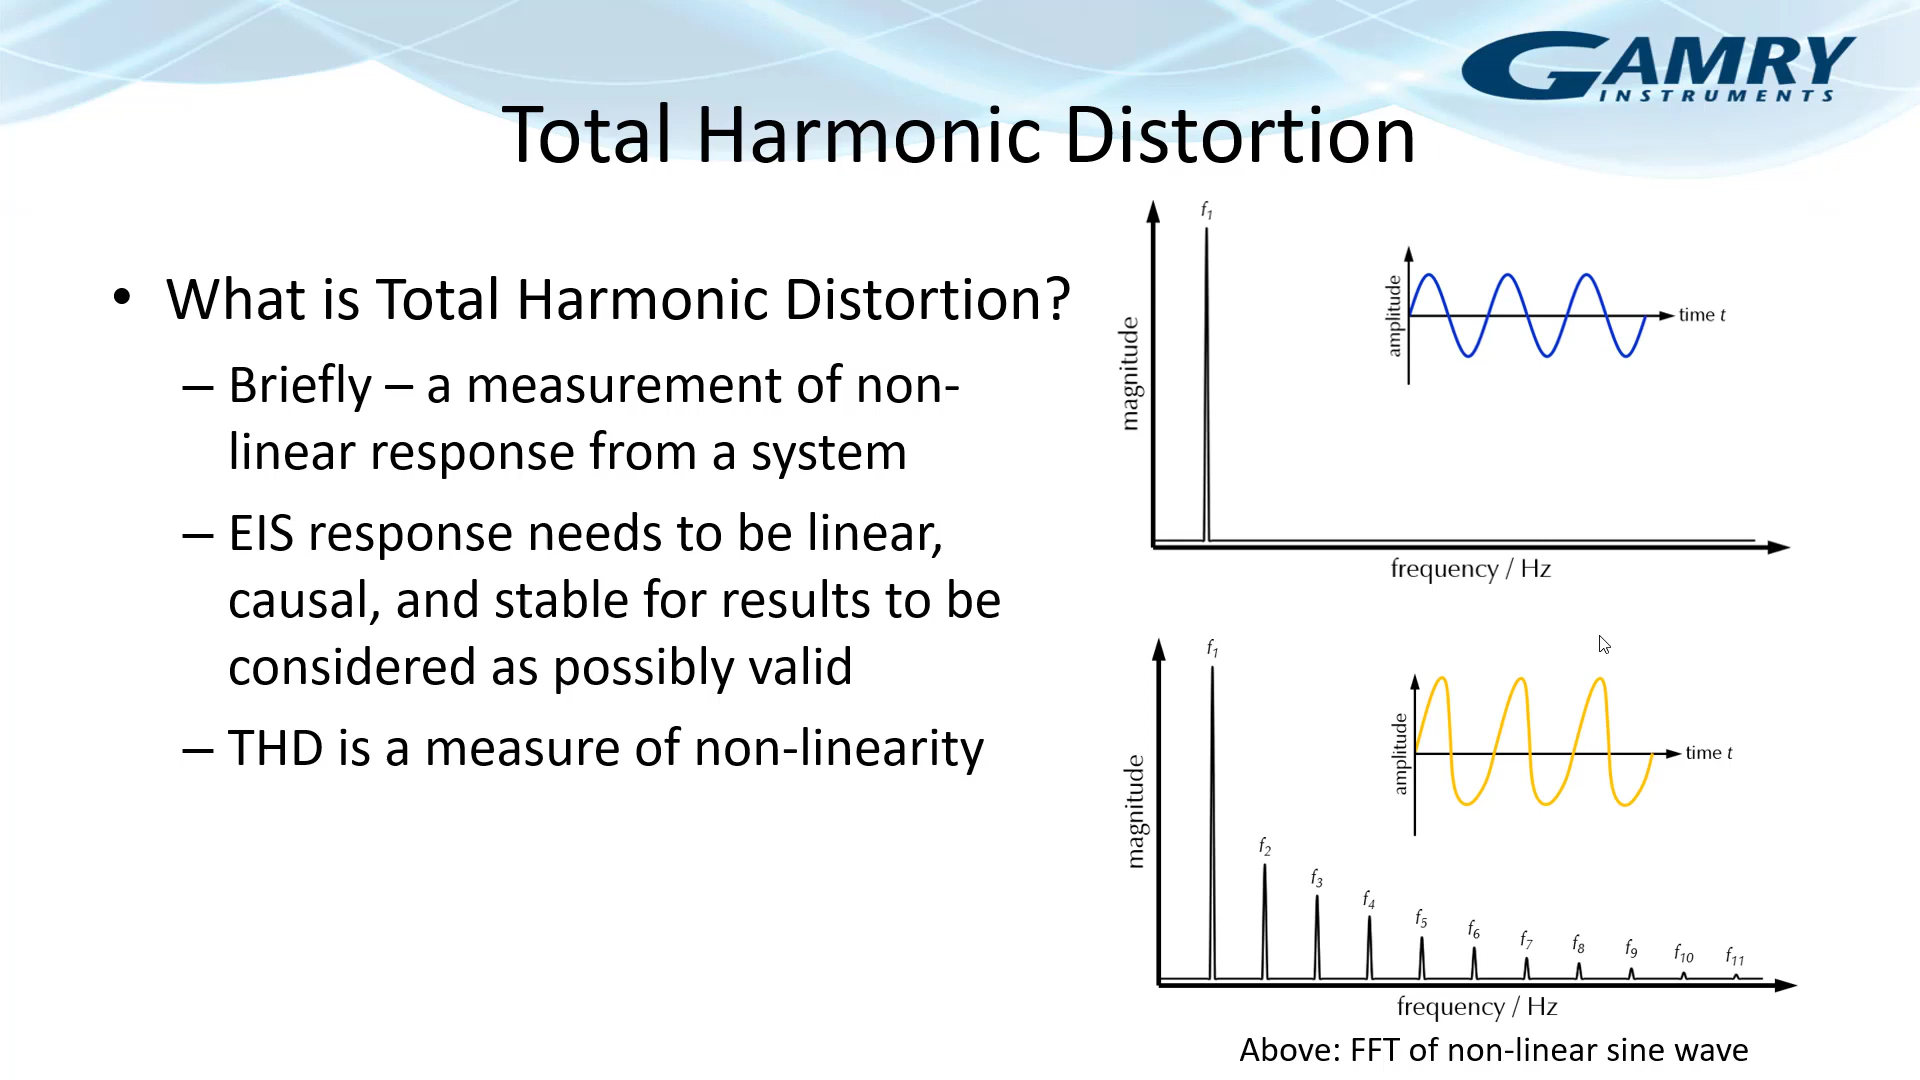 GAMRY
INSTRUMENTS
Total Harmonic Distortion
• What is Total Harmonic Distortion?
– Briefly – a measurement of non-
linear response from a system
– EIS response needs to be linear,
causal, and stable for results to be
considered as possibly valid
– THD is a measure of non-linearity
f1
magnitude
amplitude
time t
frequency / Hz
f1
magnitude
amplitude
time t
f2
f3
f4
f5
f6
f7
f8
f9
f10
f11
frequency / Hz
Above: FFT of non-linear sine wave